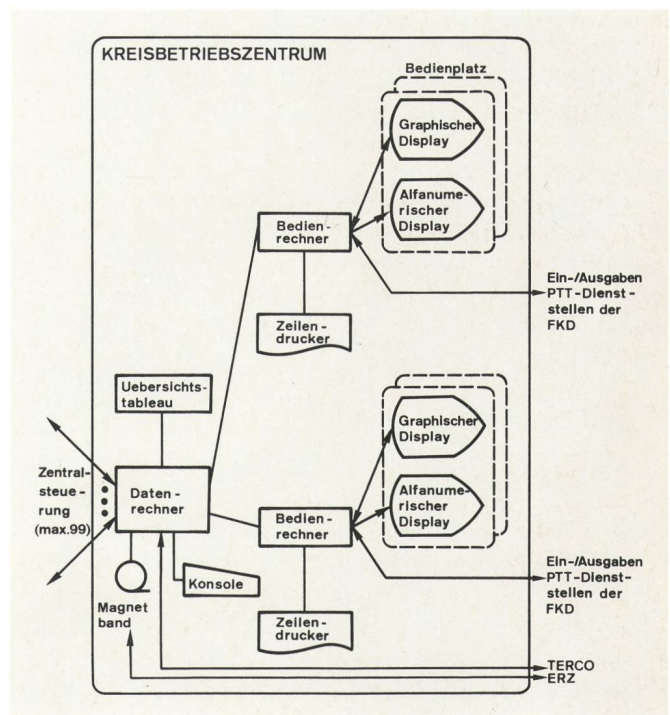 KREISBETRIEBSZENTRUM
Bedienplatz
Graphischer
Display
Alfanume-
rischer
Display
Bedien-
rechner
Ein-/Ausgaben
PTT-Dienst-
stellen der
FKD
Zeilen-
drucker
Uebersichts-
tableau
Graphischer
Display
Zentral-
steue-
rung
(max.99)
Daten-
rechner
Alfanume-
rischer
Display
Bedien-
rechner
Konsole
Ein-/Ausgaben
PTT-Dienst-
stellen der
FKD
Magnet
band
Zeilen-
drucker
TERCO
ERZ